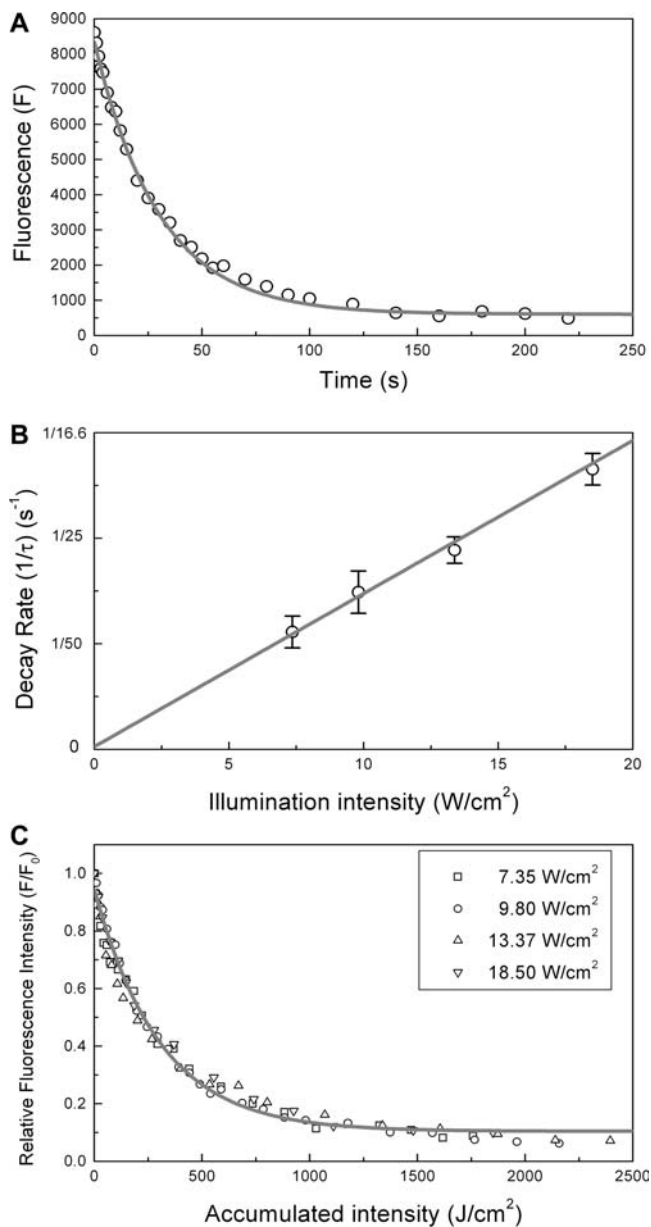 A
9000
8000
7000
6000
5000
4000
3000
2000
1000
0
Fluorescence (F)
0 50 100 150 200 250
Time (s)
B
1/16.6
1/25
1/50
0
Decay Rate (1/τ) (s⁻¹)
0 5 10 15 20
Illumination intensity (W/cm²)
C
1.0
0.8
0.6
0.4
0.2
0.0
Relative Fluorescence Intensity (F/F₀)
7.35 W/cm²
9.80 W/cm²
13.37 W/cm²
18.50 W/cm²
0 500 1000 1500 2000 2500
Accumulated intensity (J/cm²)